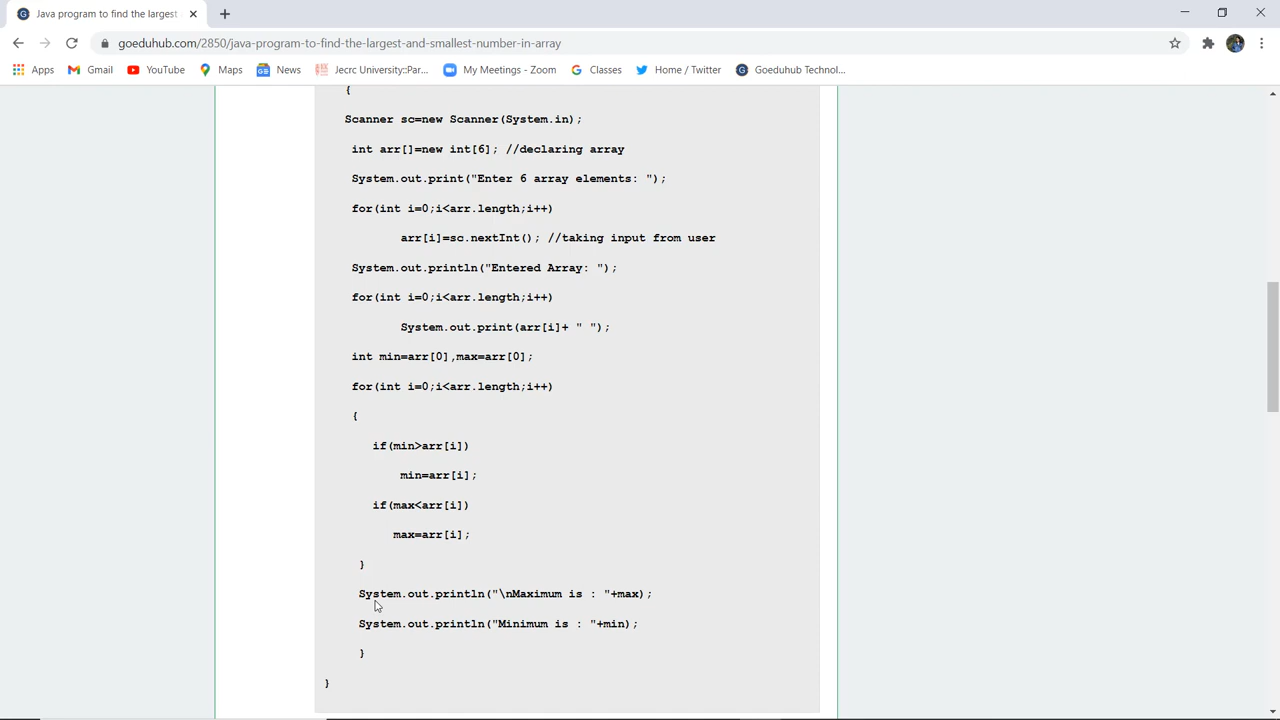 Java program to find the largest
goeduhub.com/2850/java-program-to-find-the-largest-and-smallest-number-in-array
Apps Gmail YouTube Maps News Jecrc University::Par... My Meetings - Zoom Classes Home / Twitter Goeduhub Technol...
{
Scanner sc=new Scanner(System.in);
int arr[]=new int[6]; //declaring array
System.out.print("Enter 6 array elements: ");
for(int i=0;i<arr.length;i++)
arr[i]=sc.nextInt(); //taking input from user
System.out.println("Entered Array: ");
for(int i=0;i<arr.length;i++)
System.out.print(arr[i]+ " ");
int min=arr[0],max=arr[0];
for(int i=0;i<arr.length;i++)
{
if(min>arr[i])
min=arr[i];
if(max<arr[i])
max=arr[i];
}
System.out.println("\nMaximum is : "+max);
System.out.println("Minimum is : "+min);
}
}